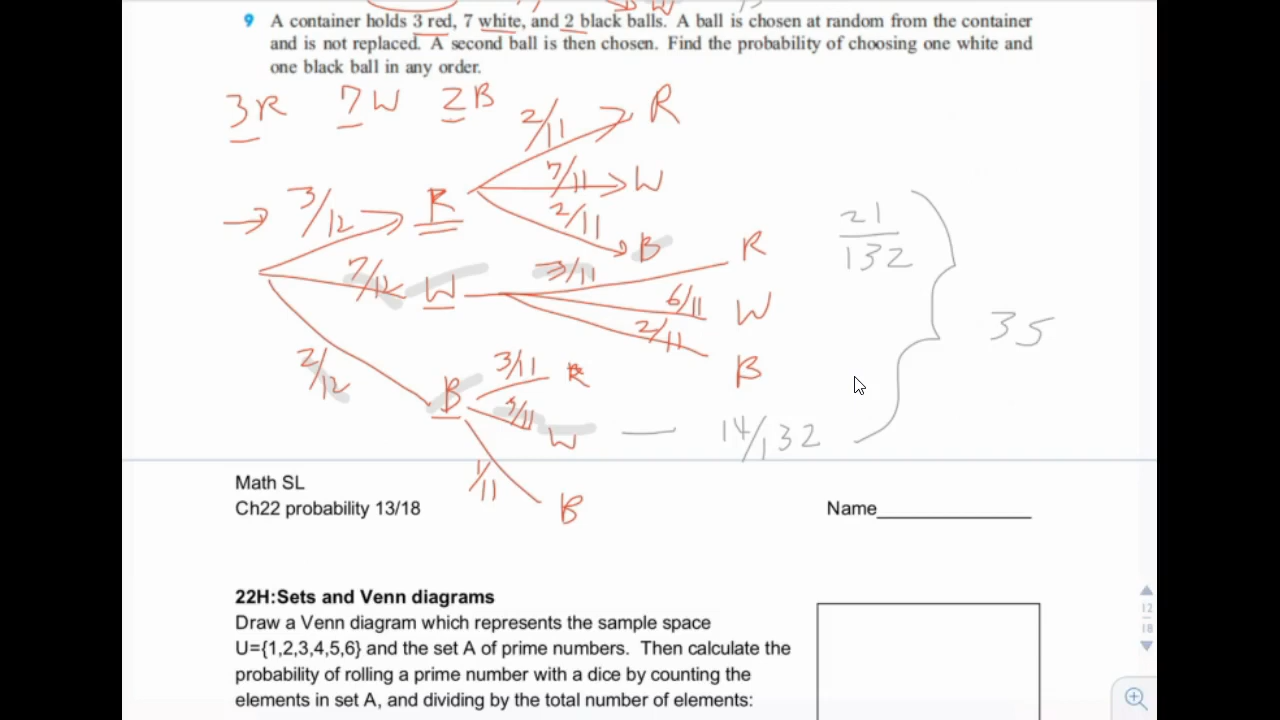 9 A container holds 3 red, 7 white, and 2 black balls. A ball is chosen at random from the container
and is not replaced. A second ball is then chosen. Find the probability of choosing one white and
one black ball in any order.
3R 7W 2B
2/11 R
7/11 W
3/12 R
2/11 B
21/132
3/11 R
7/12 W
6/11 W
35
2/11 B
2/12
3/11 R
B
7/11 W — 14/132
1/11 B
Math SL
Ch22 probability 13/18 Name
22H:Sets and Venn diagrams
Draw a Venn diagram which represents the sample space
U={1,2,3,4,5,6} and the set A of prime numbers. Then calculate the
probability of rolling a prime number with a dice by counting the
elements in set A, and dividing by the total number of elements:
12
18